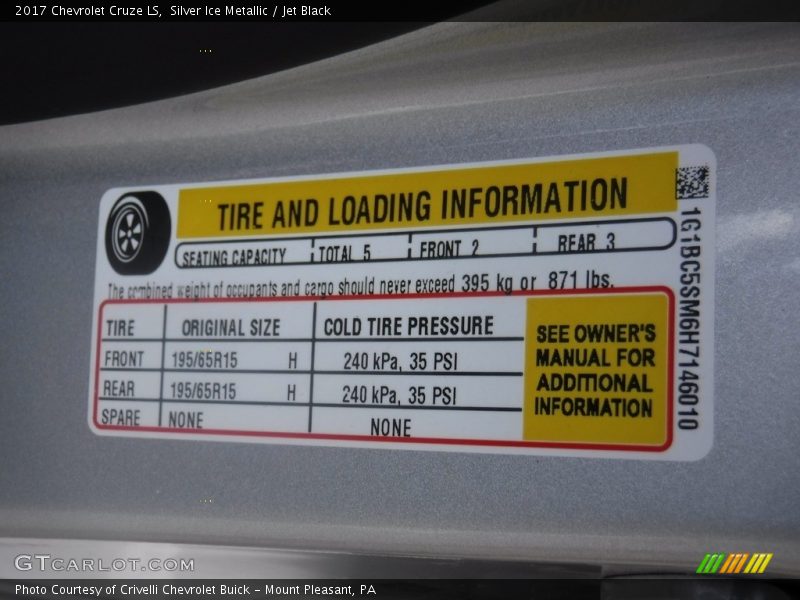 2017 Chevrolet Cruze LS, Silver Ice Metallic / Jet Black
TIRE AND LOADING INFORMATION
SEATING CAPACITY TOTAL 5 FRONT 2 REAR 3
The combined weight of occupants and cargo should never exceed 395 kg or 871 lbs.
TIRE ORIGINAL SIZE COLD TIRE PRESSURE
FRONT 195/65R15 H 240 kPa, 35 PSI
REAR 195/65R15 H 240 kPa, 35 PSI
SPARE NONE NONE
SEE OWNER'S
MANUAL FOR
ADDITIONAL
INFORMATION
1G1BC5SM6H7146010
GTCARLOT.COM
Photo Courtesy of Crivelli Chevrolet Buick - Mount Pleasant, PA